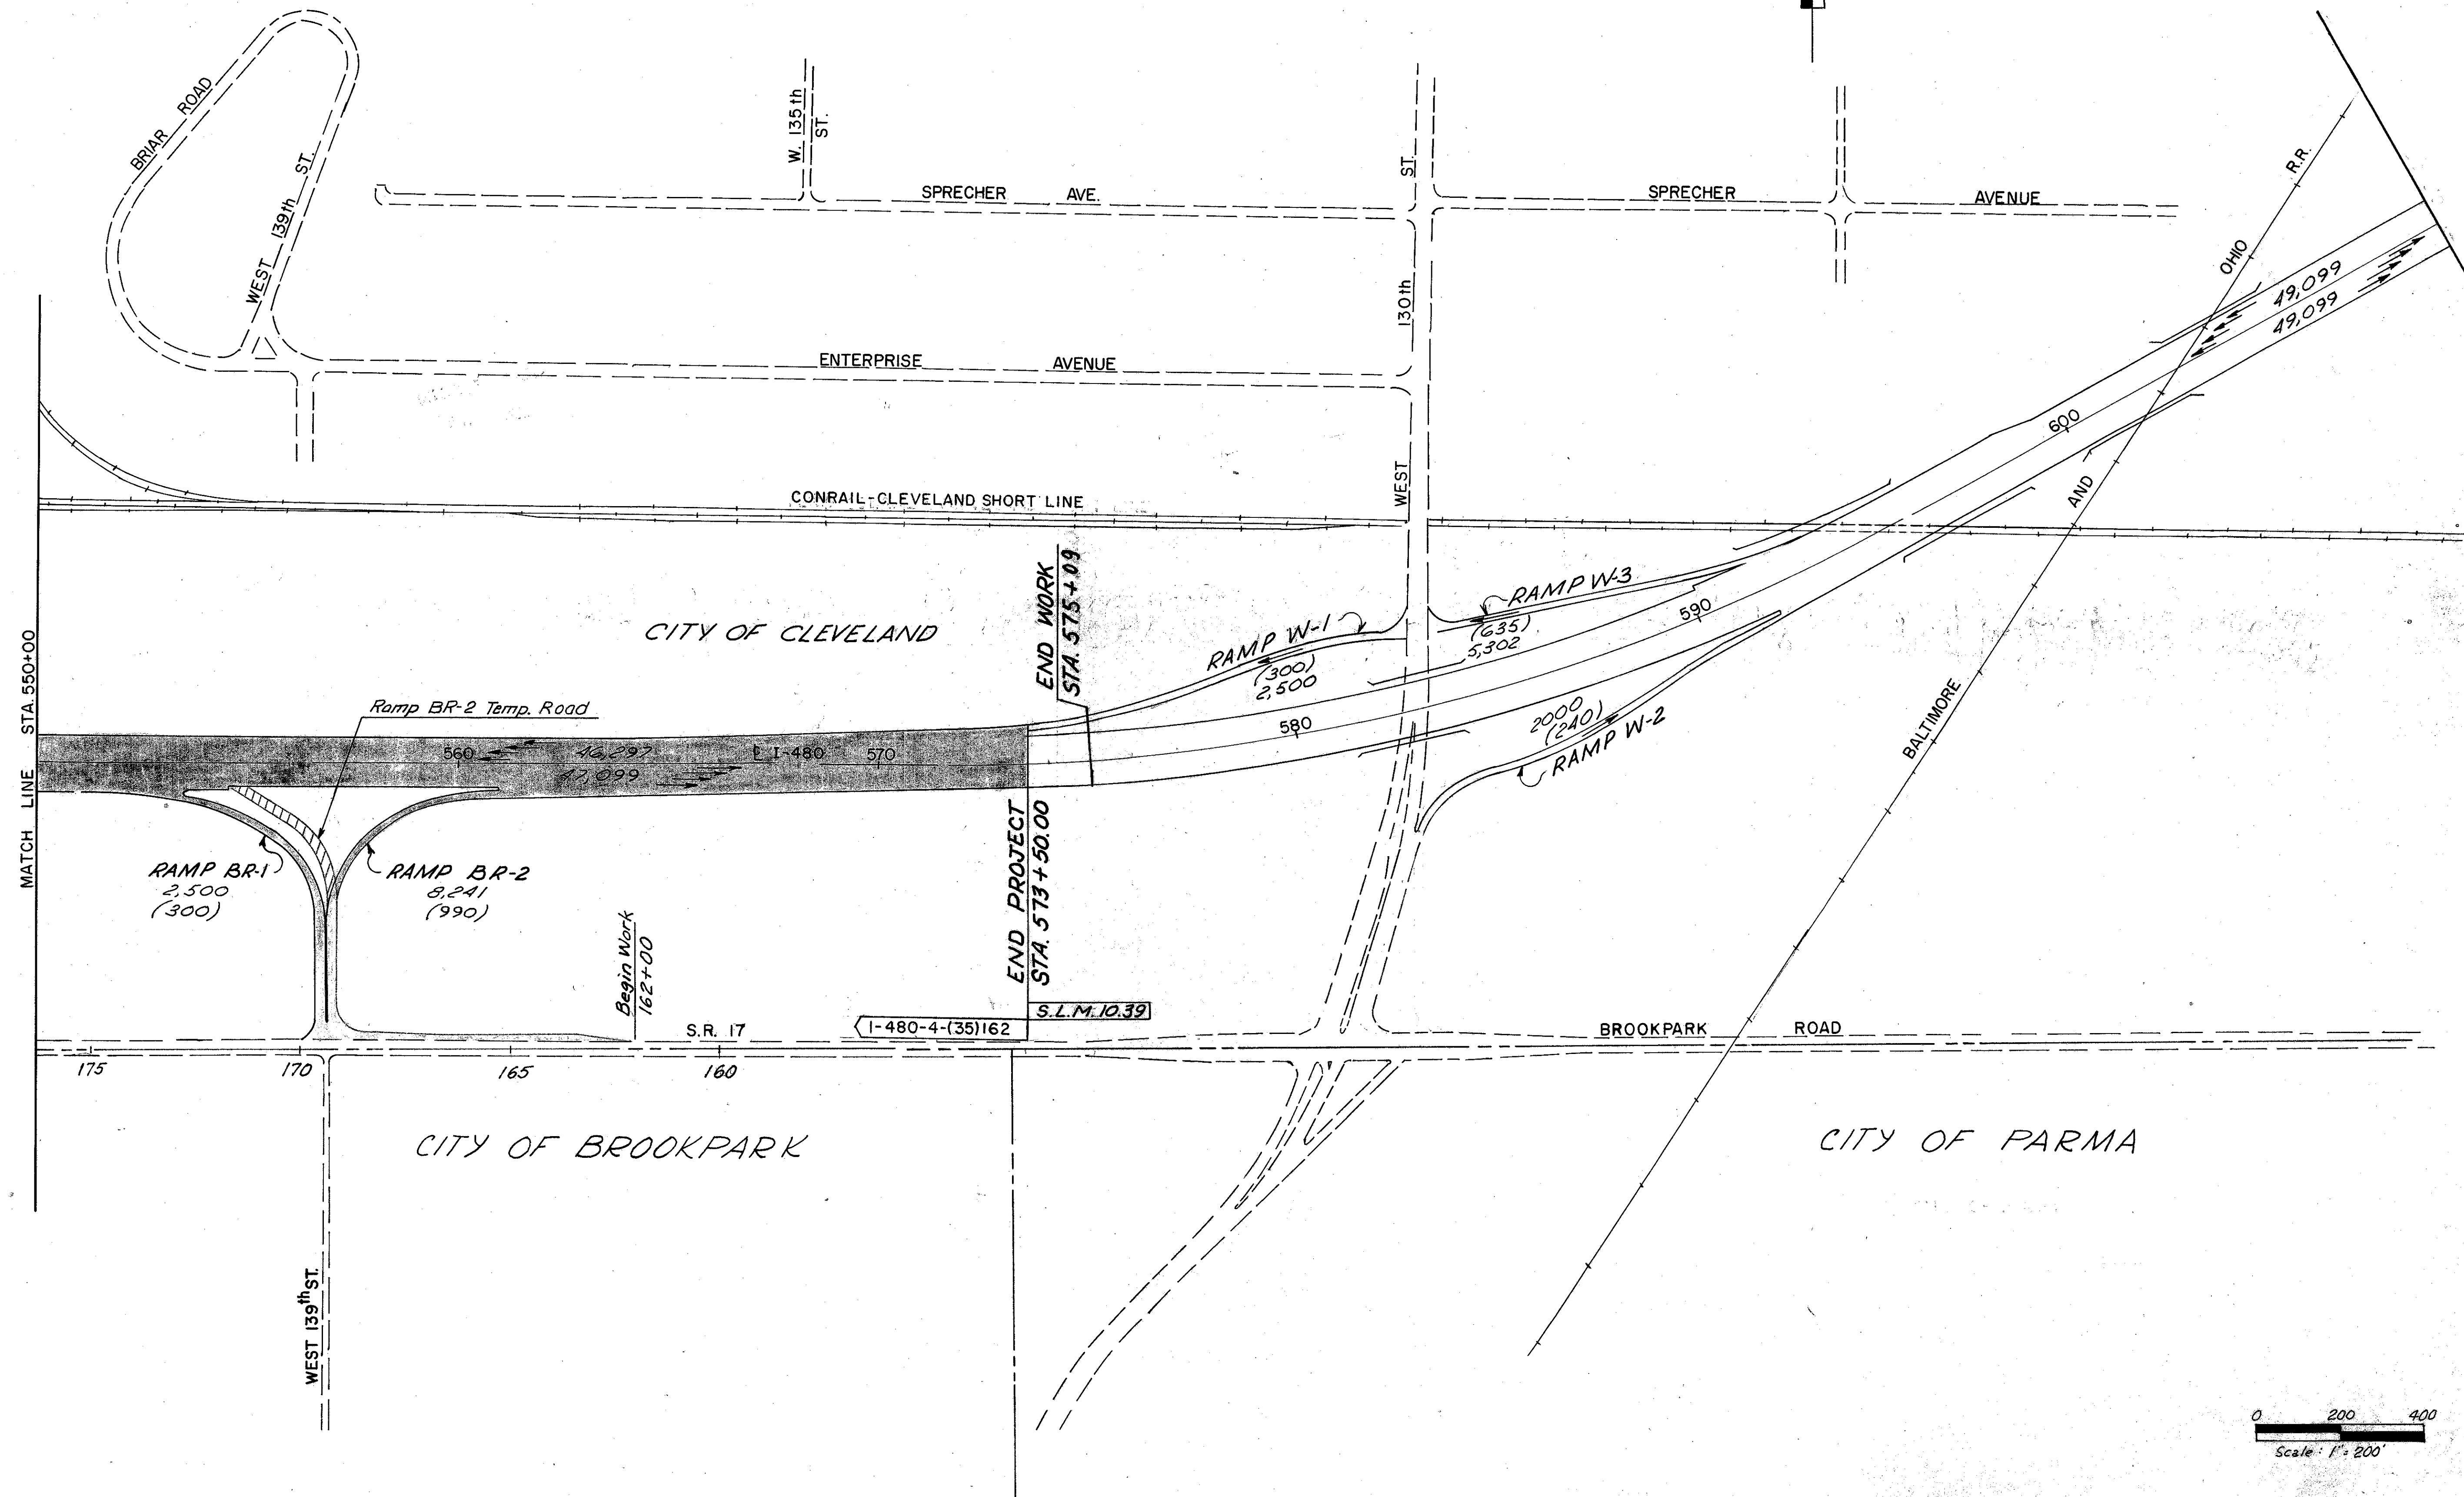 BRIAR ROAD
WEST 139th ST.
W. 135th ST.
SPRECHER AVE.
WEST 130th ST.
SPRECHER AVENUE
BALTIMORE AND OHIO R.R.
49,099
49,099
ENTERPRISE AVENUE
600
CONRAIL-CLEVELAND SHORT LINE
END WORK
STA. 575+09
RAMP W-3
(635)
5,302
590
CITY OF CLEVELAND
RAMP W-1
(300)
2,500
MATCH LINE STA. 550+00
Ramp BR-2 Temp. Road
580
2000
(240)
RAMP W-2
560
46,297
℄ I-480
570
47,099
RAMP BR-1
2,500
(300)
RAMP BR-2
8,241
(990)
END PROJECT
STA. 573+50.00
Begin Work
162+00
S.L.M. 10.39
I-480-4-(35)162
S.R. 17
BROOKPARK ROAD
175
170
165
160
CITY OF BROOKPARK
CITY OF PARMA
WEST 139th ST.
0 200 400
Scale: 1"=200'